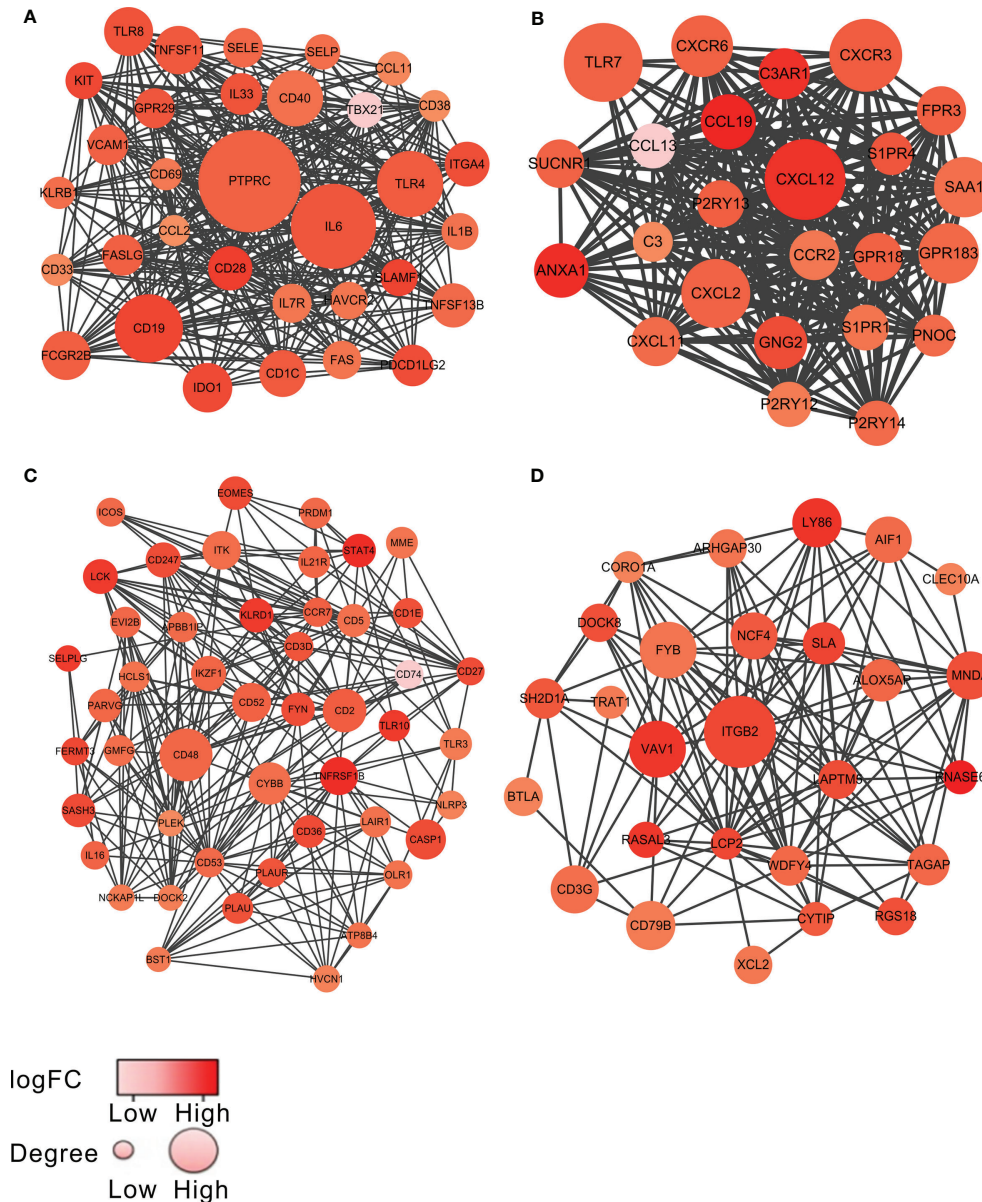 A
TLR8
TNFSF11
SELE
SELP
CCL11
KIT
GPR29
IL33
CD40
TBX21
CD38
VCAM1
CD69
PTPRC
TLR4
ITGA4
KLRB1
CCL2
IL6
IL1B
CD33
FASLG
CD28
SLAMF1
IL7R
HAVCR2
TNFSF13B
CD19
FCGR2B
IDO1
CD1C
FAS
PDCD1LG2
B
TLR7
CXCR6
C3AR1
CXCR3
CCL19
FPR3
CCL13
SUCNR1
CXCL12
S1PR4
SAA1
P2RY13
C3
CCR2
GPR18
GPR183
ANXA1
CXCL2
CXCL11
GNG2
S1PR1
PNOC
P2RY12
P2RY14
C
EOMES
ICOS
PRDM1
ITK
STAT4
MME
CD247
IL21R
LCK
KLRD1
CCR7
CD1E
EVI2B
APBB1IP
CD5
CD3D
SELPLG
HCLS1
IKZF1
CD74
CD27
PARVG
CD52
FYN
CD2
TLR10
FERMT3
GMFG
CD48
TLR3
CYBB
TNFRSF1B
SASH3
PLEK
NLRP3
LAIR1
CD36
CASP1
IL16
CD53
PLAUR
OLR1
NCKAP1L
DOCK2
PLAU
ATP8B4
BST1
HVCN1
D
LY86
ARHGAP30
AIF1
CORO1A
CLEC10A
DOCK8
FYB
NCF4
SLA
ALOX5AP
MNDA
SH2D1A
TRAT1
ITGB2
VAV1
LAPTM5
RNASE6
BTLA
RASAL3
LCP2
WDFY4
TAGAP
CD3G
CD79B
CYTIP
RGS18
XCL2
logFC
Low High
Degree
Low High